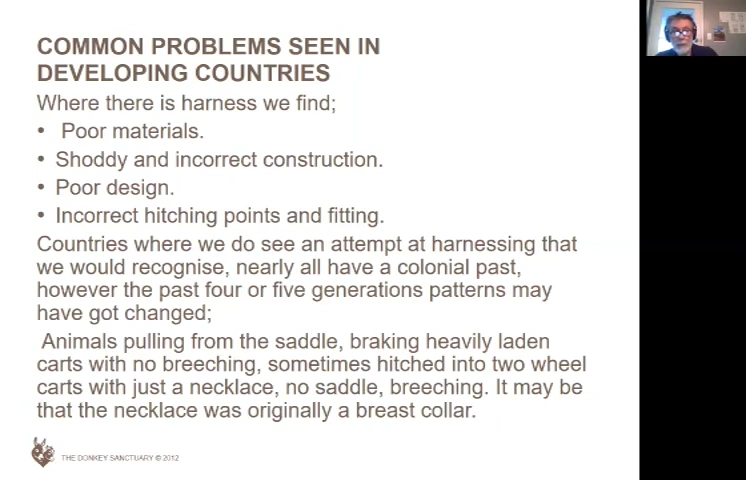 COMMON PROBLEMS SEEN IN
DEVELOPING COUNTRIES
Where there is harness we find;
• Poor materials.
• Shoddy and incorrect construction.
• Poor design.
• Incorrect hitching points and fitting.
Countries where we do see an attempt at harnessing that
we would recognise, nearly all have a colonial past,
however the past four or five generations patterns may
have got changed;
Animals pulling from the saddle, braking heavily laden
carts with no breeching, sometimes hitched into two wheel
carts with just a necklace, no saddle, breeching. It may be
that the necklace was originally a breast collar.
THE DONKEY SANCTUARY © 2012